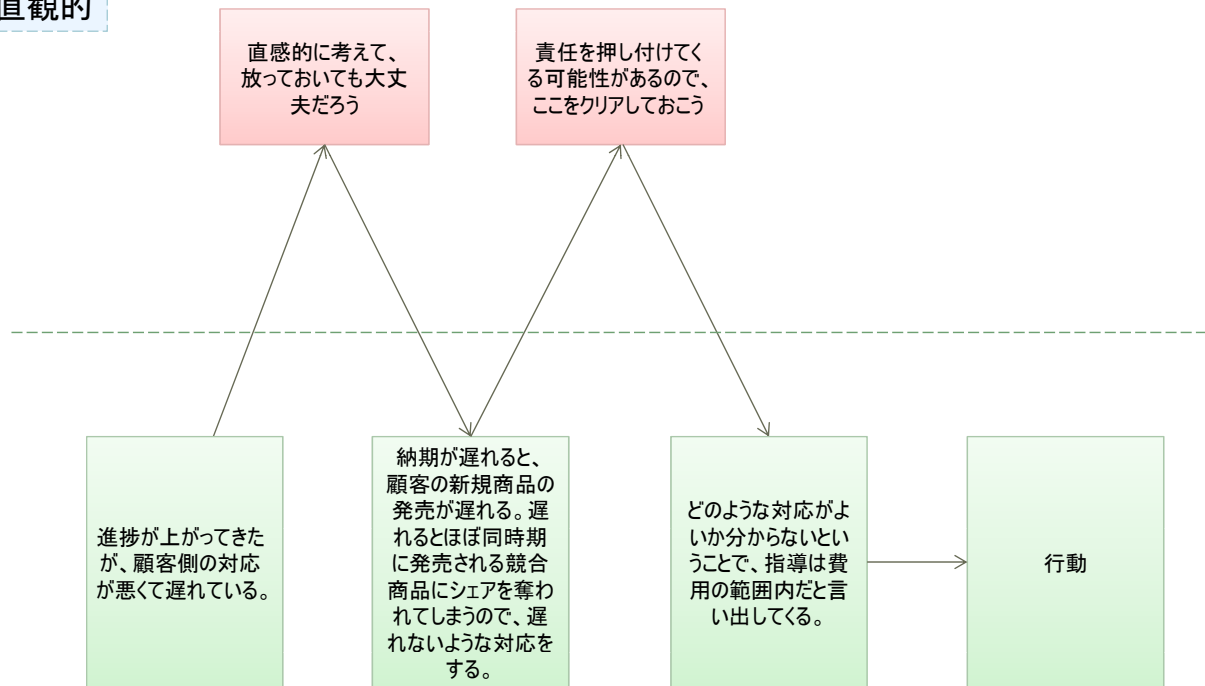 直観的
直感的に考えて、
放っておいても大丈
夫だろう
責任を押し付けてく
る可能性があるので、
ここをクリアしておこう
進捗が上がってきた
が、顧客側の対応
が悪くて遅れている。
納期が遅れると、
顧客の新規商品の
発売が遅れる。遅
れるとほぼ同時期
に発売される競合
商品にシェアを奪わ
れてしまうので、遅
れないような対応を
する。
どのような対応がよ
いか分からないとい
うことで、指導は費
用の範囲内だと言
い出してくる。
行動